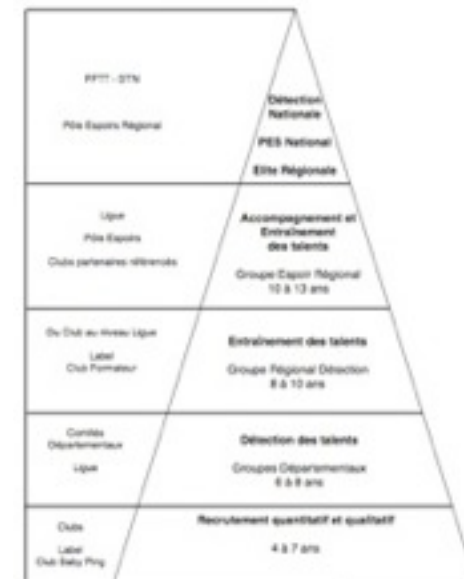 FFTT - DTN
Pôle Espoirs Régional
Détection
Nationale
PES National
Elite Régionale
Ligue
Pôle Espoirs
Clubs partenaires référencés
Accompagnement et
Entraînement
des talents
Groupe Espoir Régional
10 à 13 ans
Du Club au niveau Ligue
Label
Club Formateur
Entraînement des talents
Groupe Régional Détection
8 à 10 ans
Comités
Départementaux
Ligue
Détection des talents
Groupes Départementaux
6 à 8 ans
Clubs
Label
Club Baby Ping
Recrutement quantitatif et qualitatif
4 à 7 ans